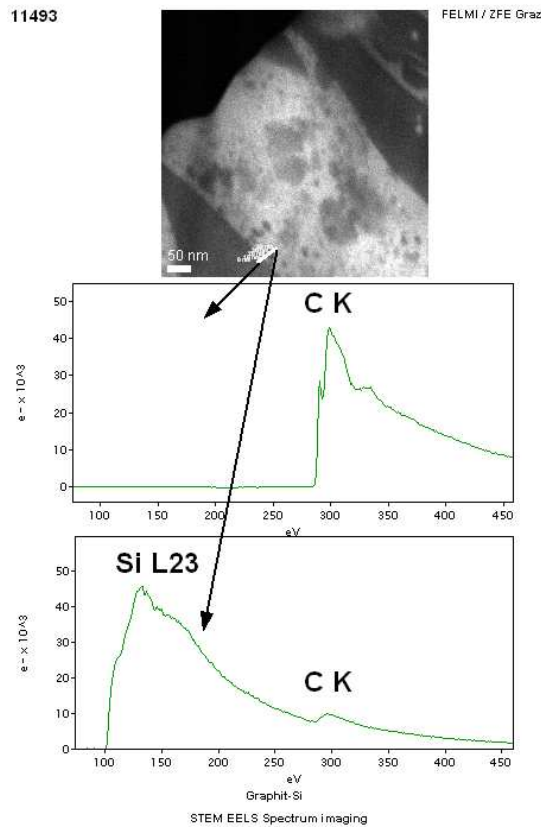 11493
FELMI / ZFE Graz
50 nm
C K
50
40
30
20
10
0
e- x 10^3
100 150 200 250 300 350 400 450
eV
Si L23
C K
50
40
30
20
10
0
e- x 10^3
100 150 200 250 300 350 400 450
eV
Graphit-Si
STEM EELS Spectrum imaging